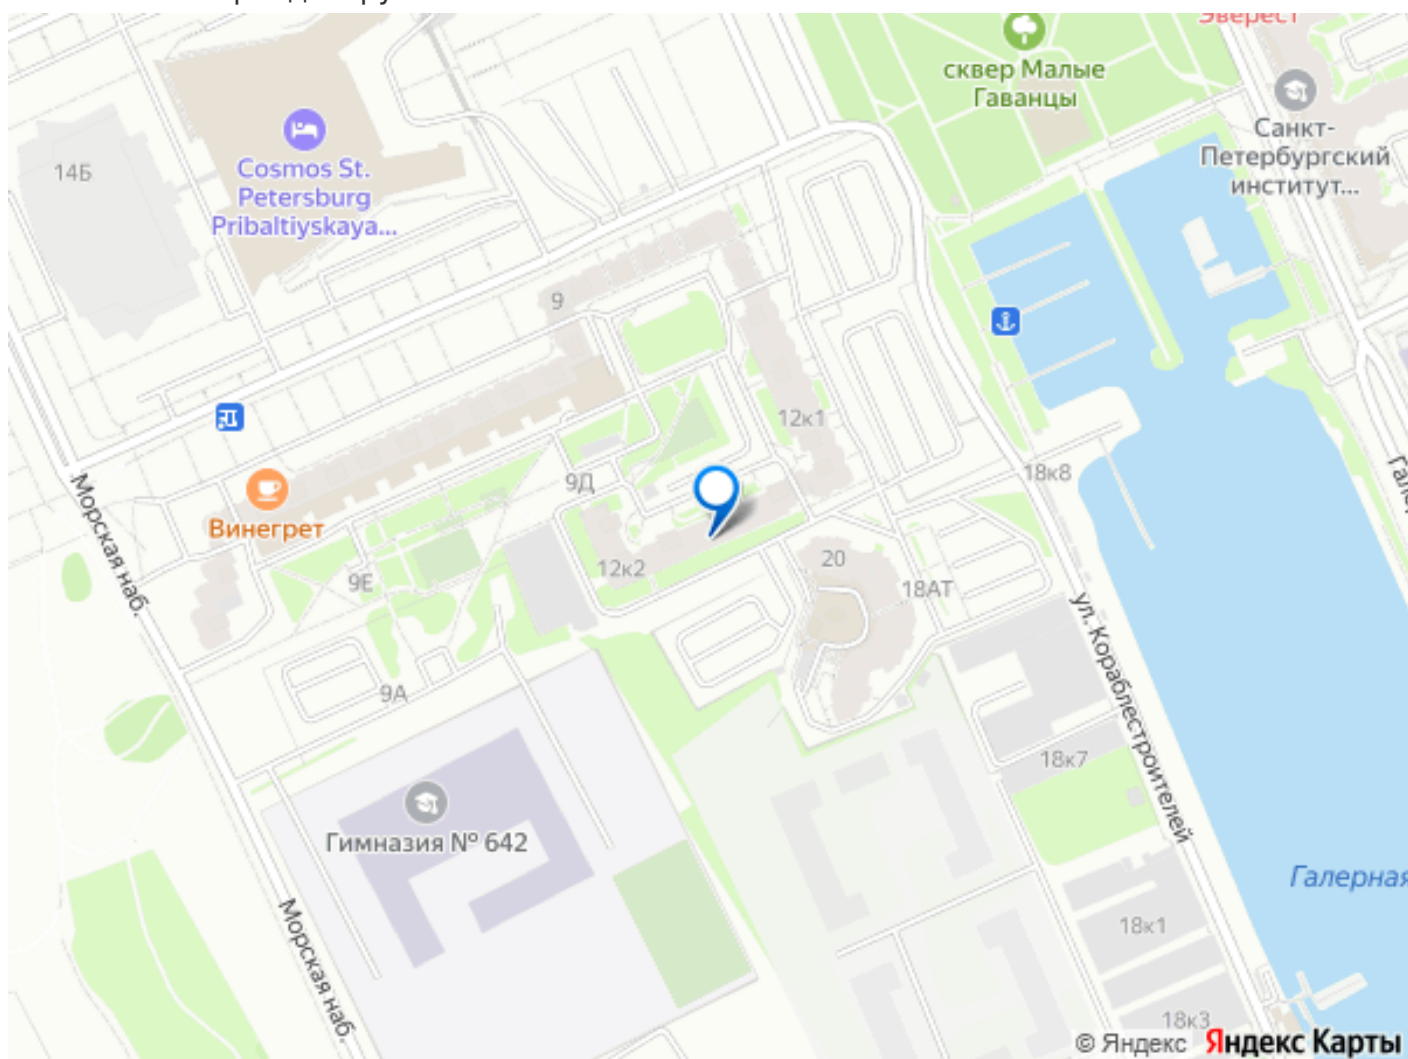 Эверест
сквер Малые
Гаванцы
Санкт-
Петербургский
институт...
14Б
Cosmos St.
Petersburg
Pribaltiyskaya...
9
12к1
18к8
Винегрет
9Д
Морская наб.
12к2
20
9Е
18АТ
ул. Кораблестроителей
9А
18к7
Гимназия № 642
Галерная
18к1
Морская наб.
18к3
© Яндекс Яндекс Карты